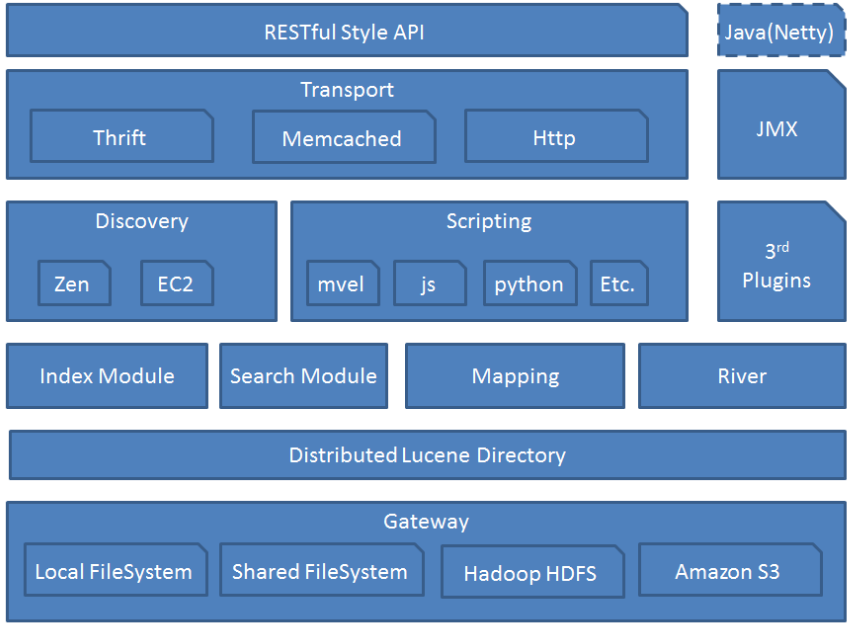 RESTful Style API
Java(Netty)
Transport
Thrift
Memcached
Http
JMX
Discovery
Zen
EC2
Scripting
mvel
js
python
Etc.
3rd
Plugins
Index Module
Search Module
Mapping
River
Distributed Lucene Directory
Gateway
Local FileSystem
Shared FileSystem
Hadoop HDFS
Amazon S3